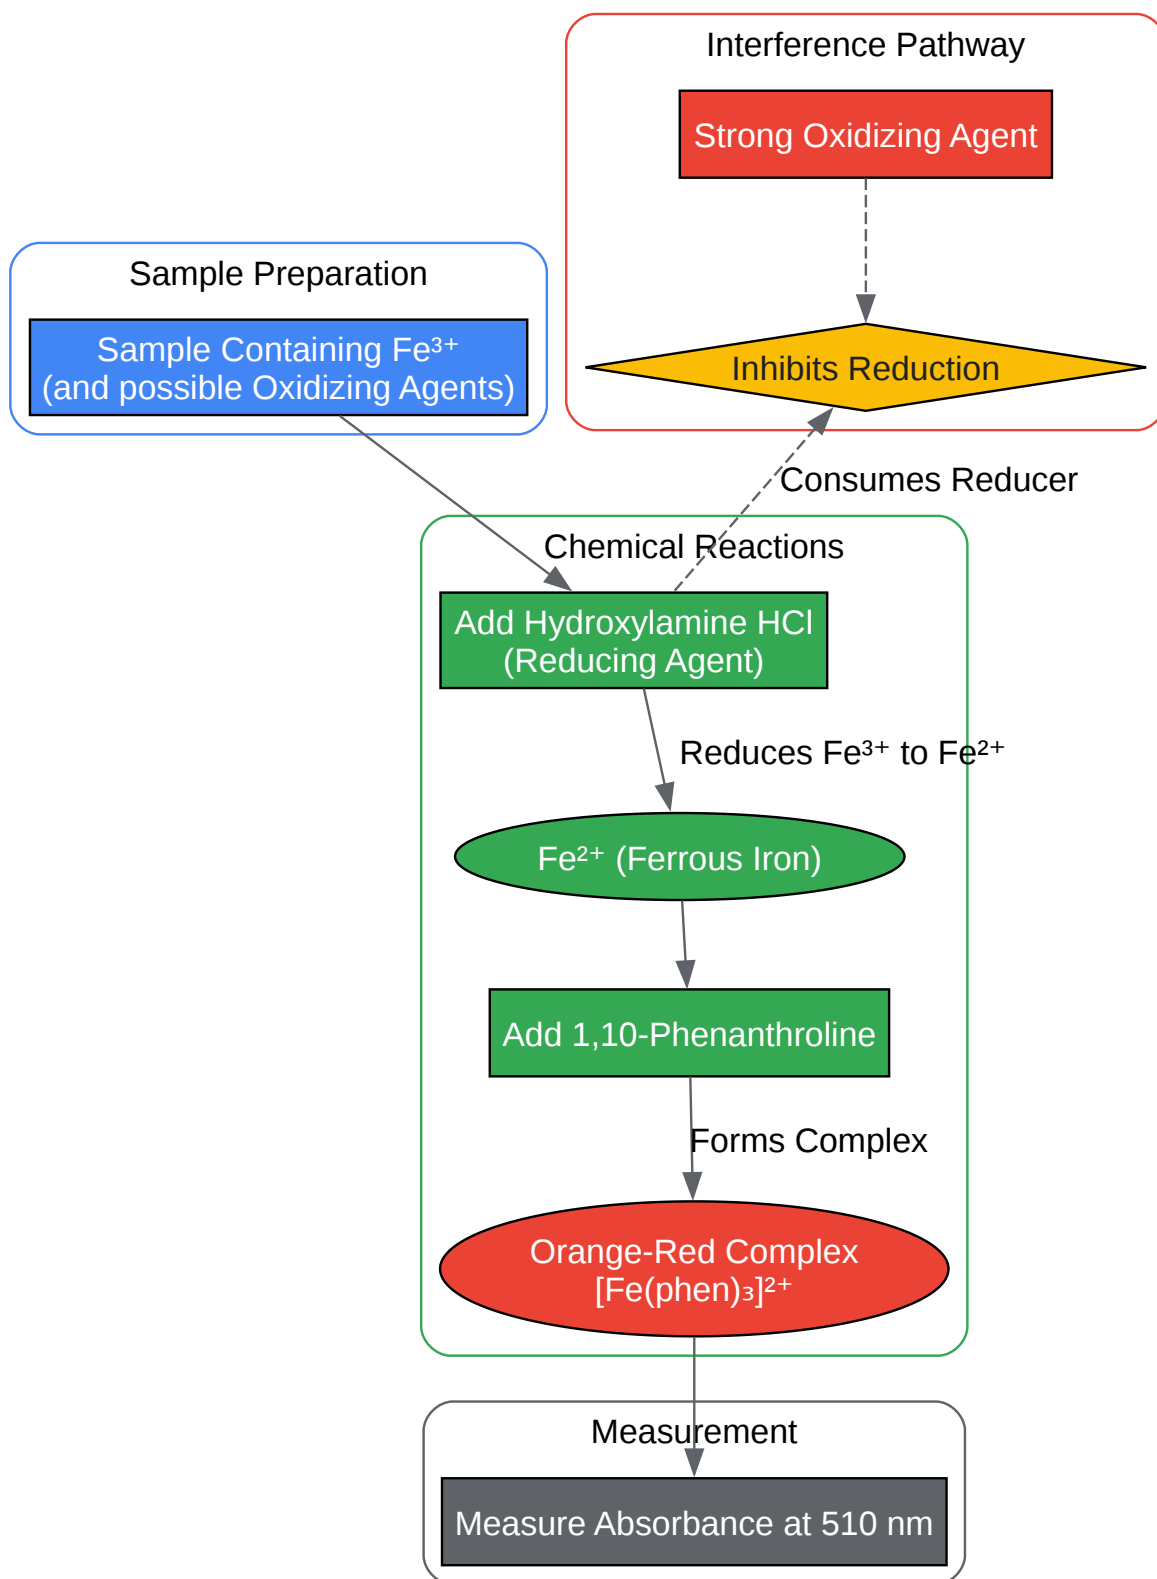 Interference Pathway
Strong Oxidizing Agent
Sample Preparation
Sample Containing Fe³⁺
(and possible Oxidizing Agents)
Inhibits Reduction
Consumes Reducer
Chemical Reactions
Add Hydroxylamine HCl
(Reducing Agent)
Reduces Fe³⁺ to Fe²⁺
Fe²⁺ (Ferrous Iron)
Add 1,10-Phenanthroline
Forms Complex
Orange-Red Complex
[Fe(phen)₃]²⁺
Measurement
Measure Absorbance at 510 nm